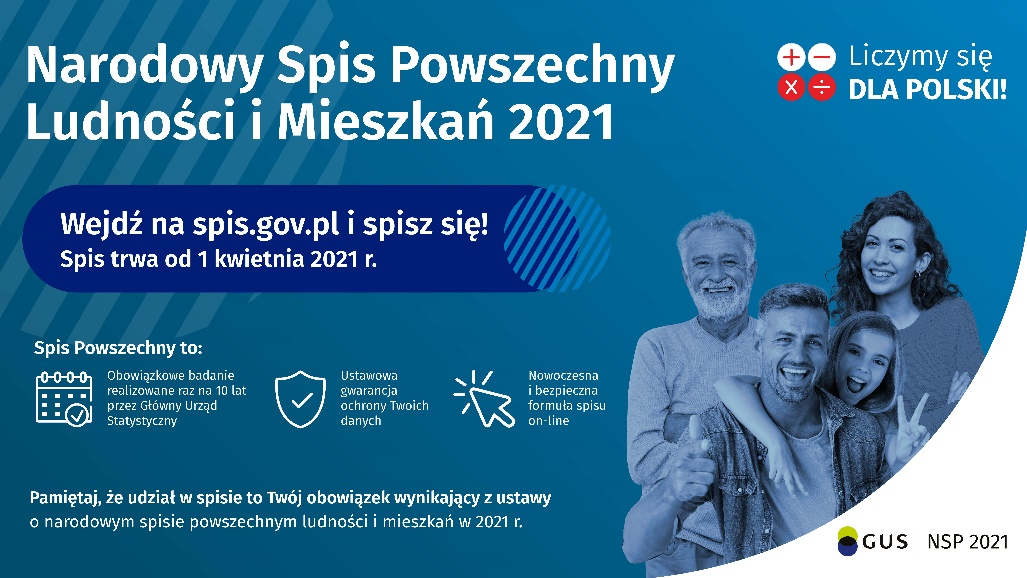 Narodowy Spis Powszechny
Ludności i Mieszkań 2021
Liczymy się
DLA POLSKI!
Wejdź na spis.gov.pl i spisz się!
Spis trwa od 1 kwietnia 2021 r.
Spis Powszechny to:
Obowiązkowe badanie
realizowane raz na 10 lat
przez Główny Urząd
Statystyczny
Ustawowa
gwarancja
ochrony Twoich
danych
Nowoczesna
i bezpieczna
formuła spisu
on-line
Pamiętaj, że udział w spisie to Twój obowiązek wynikający z ustawy
o narodowym spisie powszechnym ludności i mieszkań w 2021 r.
GUS NSP 2021